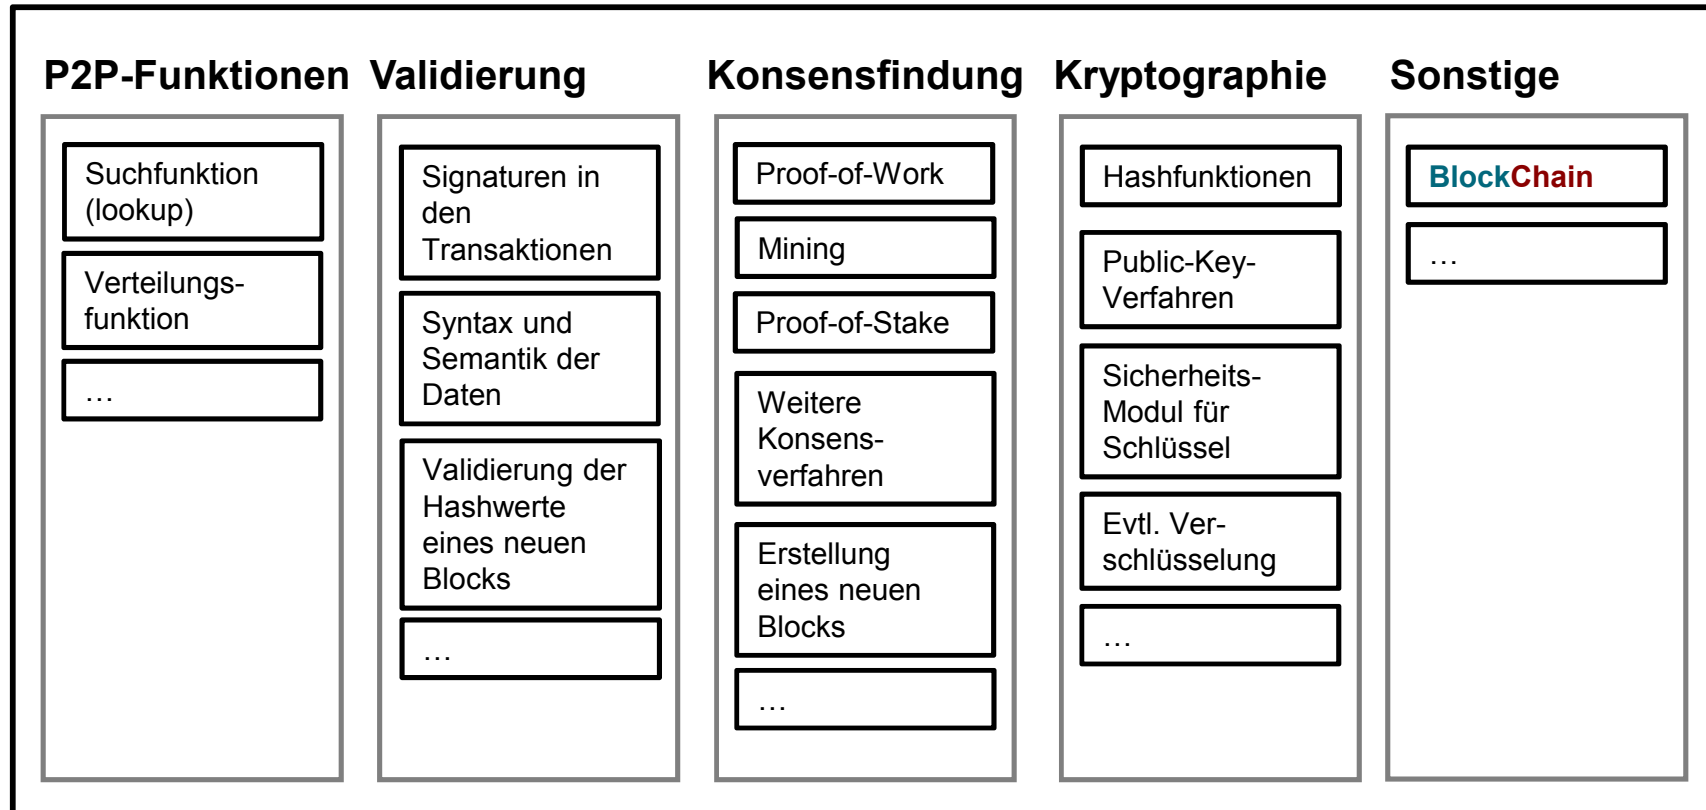 P2P-Funktionen
Suchfunktion
(lookup)
Verteilungs-
funktion
…
Validierung
Signaturen in
den
Transaktionen
Syntax und
Semantik der
Daten
Validierung der
Hashwerte
eines neuen
Blocks
…
Konsensfindung
Proof-of-Work
Mining
Proof-of-Stake
Weitere
Konsens-
verfahren
Erstellung
eines neuen
Blocks
…
Kryptographie
Hashfunktionen
Public-Key-
Verfahren
Sicherheits-
Modul für
Schlüssel
Evtl. Ver-
schlüsselung
…
Sonstige
BlockChain
…